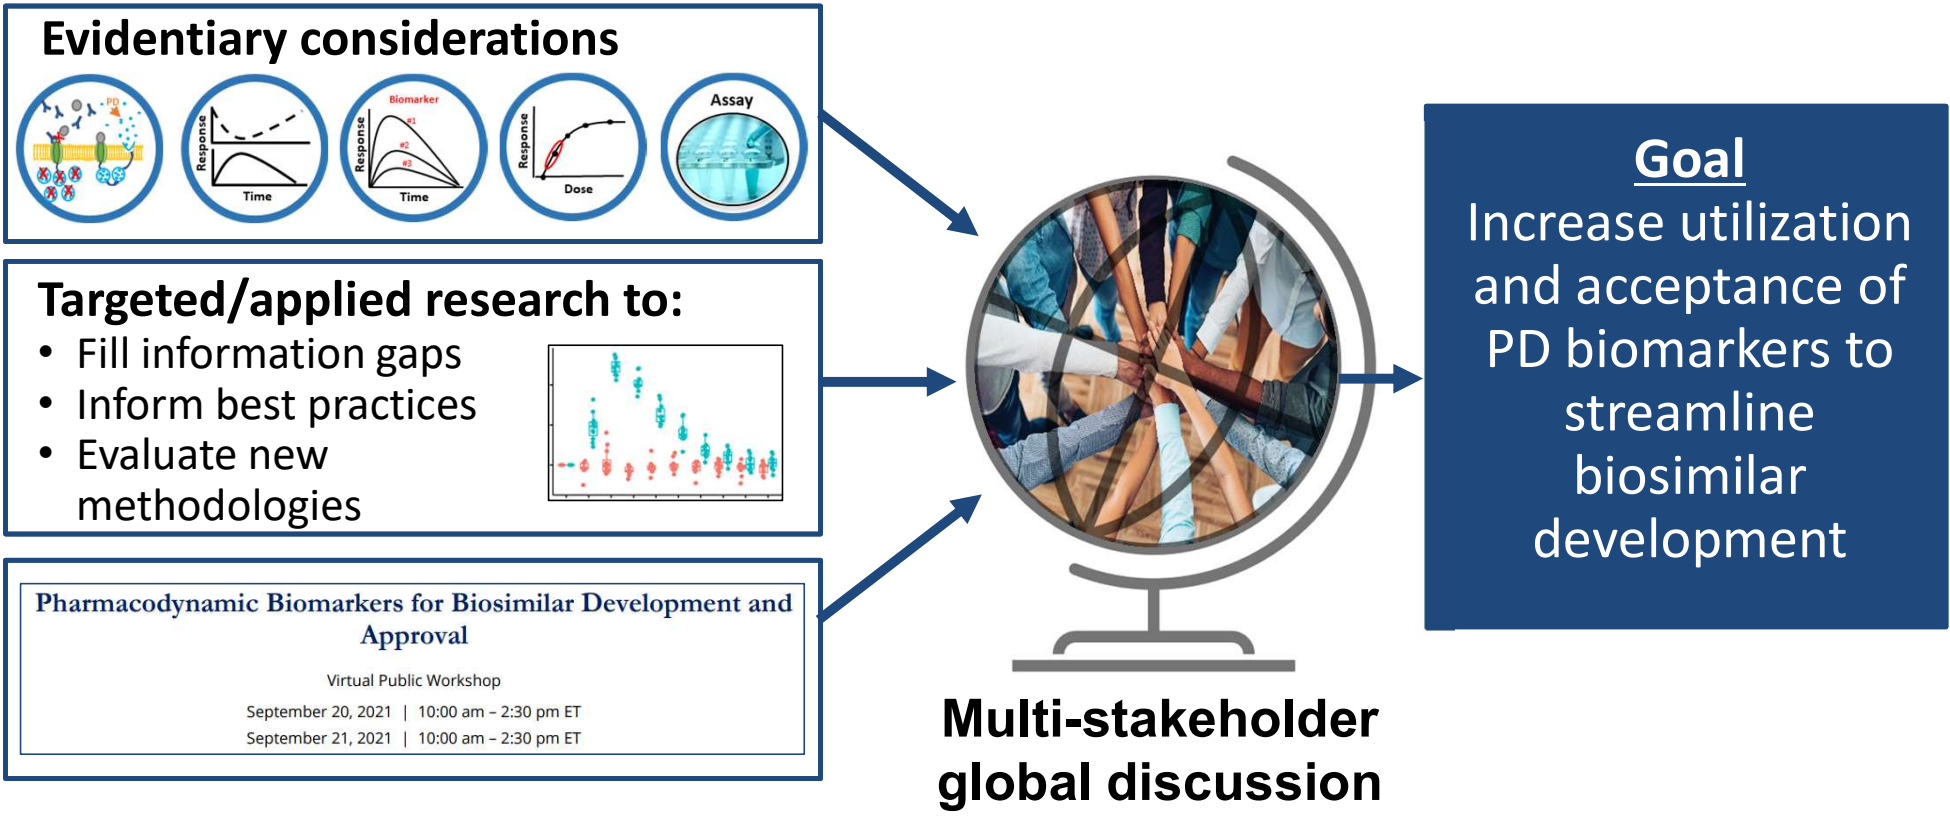 Evidentiary considerations
PD
Response
Time
Biomarker
#1
#2
#3
Response
Time
Response
Dose
Assay
Targeted/applied research to:
• Fill information gaps
• Inform best practices
• Evaluate new
methodologies
Pharmacodynamic Biomarkers for Biosimilar Development and
Approval
Virtual Public Workshop
September 20, 2021 | 10:00 am – 2:30 pm ET
September 21, 2021 | 10:00 am – 2:30 pm ET
Multi-stakeholder
global discussion
Goal
Increase utilization
and acceptance of
PD biomarkers to
streamline
biosimilar
development